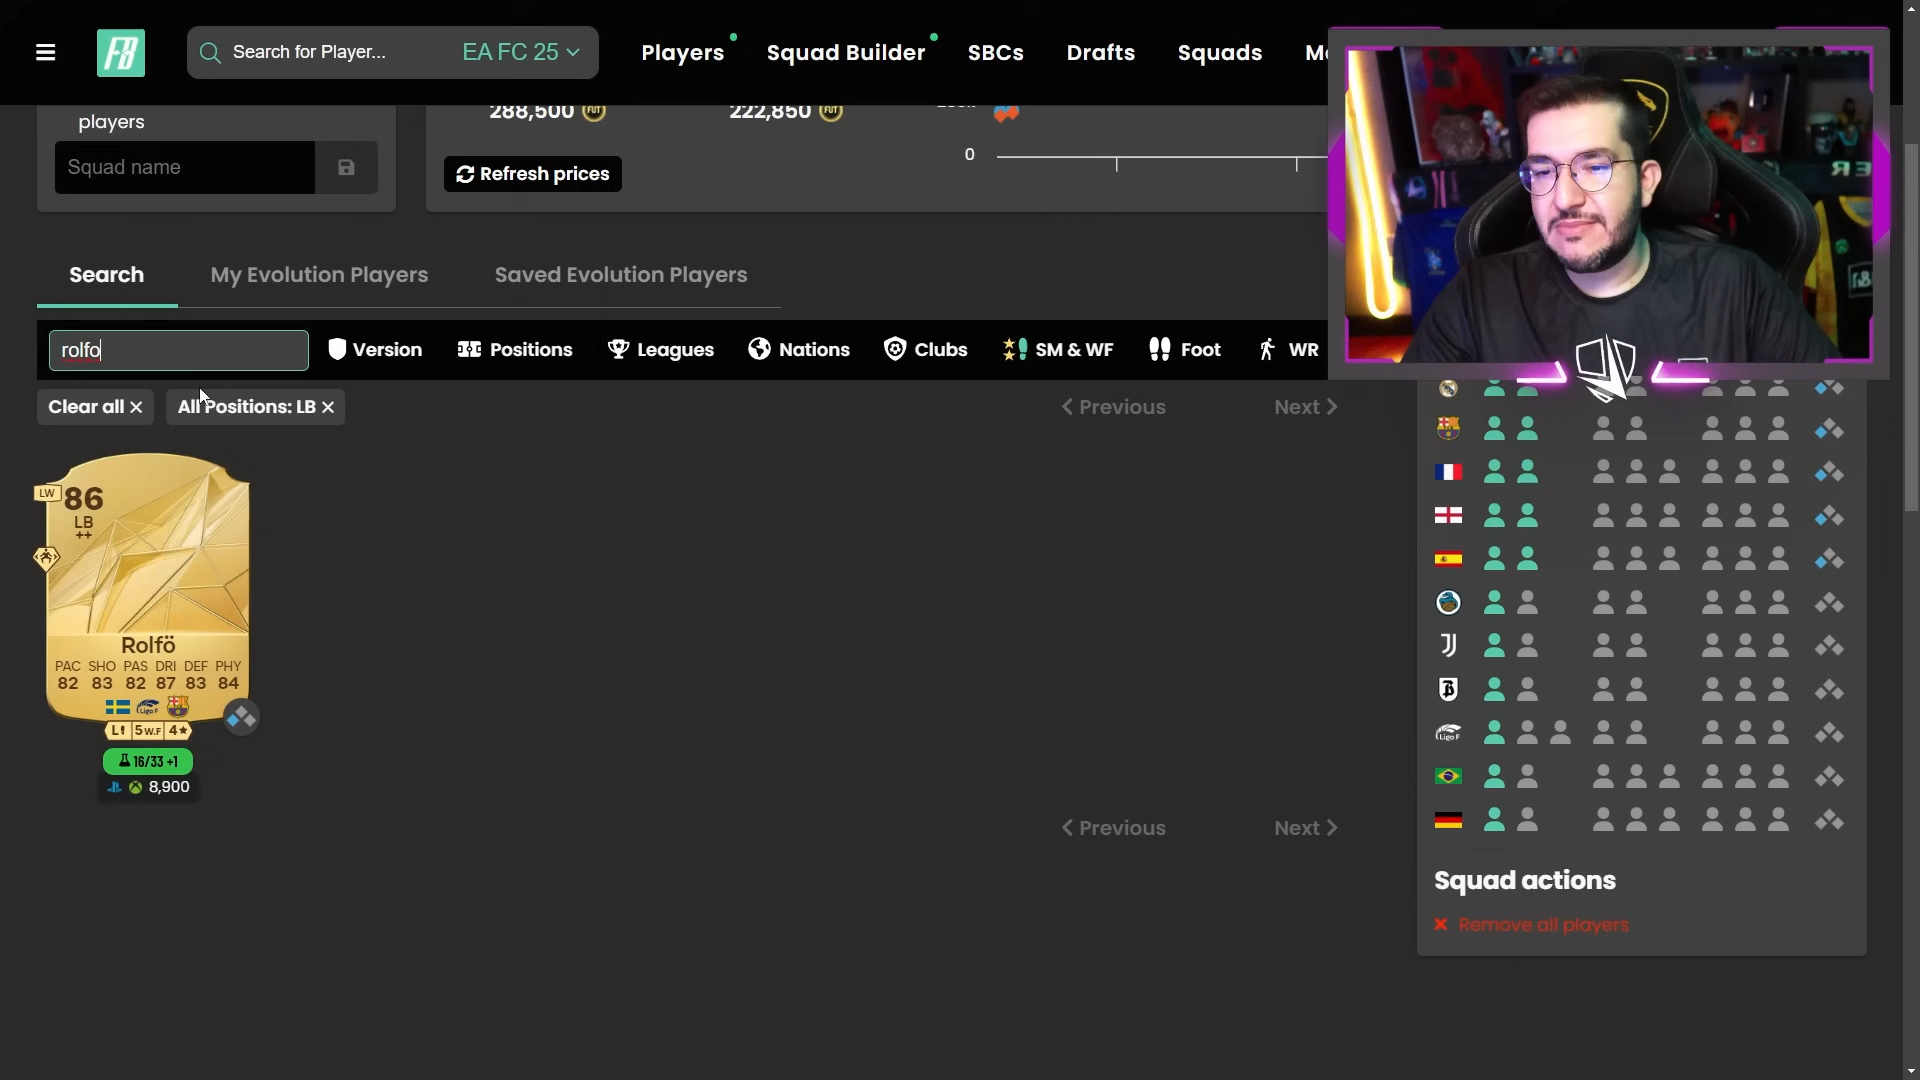 Search for Player...
EA FC 25
Players
Squad Builder
SBCs
Drafts
Squads
players
288,500
222,850
Squad name
0
Refresh prices
Search
My Evolution Players
Saved Evolution Players
rolfo
Version
Positions
Leagues
Nations
Clubs
SM & WF
Foot
WR
Clear all
All Positions: LB
Previous
Next
LW
86
LB
++
Rolfö
PAC SHO PAS DRI DEF PHY
82 83 82 87 83 84
Liga F
L
5 W.F
4★
16/33 +1
8,900
Liga F
Previous
Next
Squad actions
Remove all players